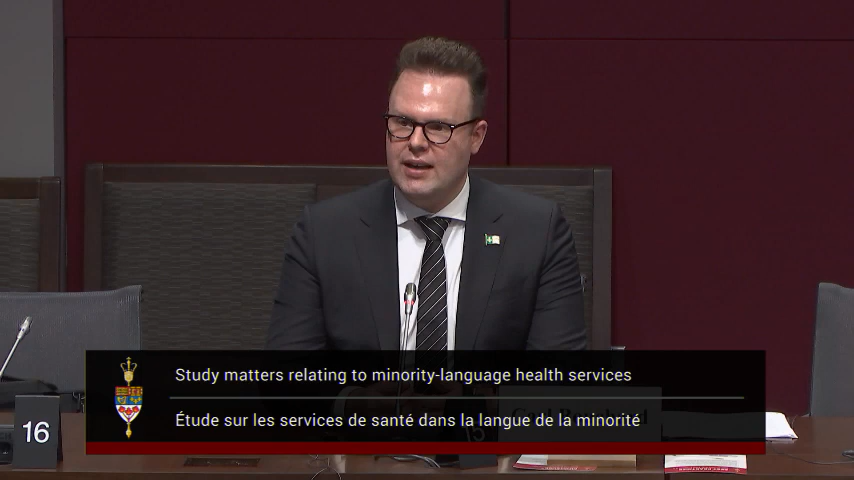 Study matters relating to minority-language health services
Étude sur les services de santé dans la langue de la minorité
16